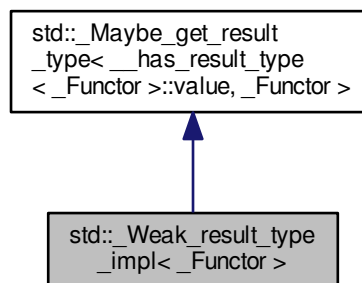 std::_Maybe_get_result
_type< __has_result_type
< _Functor >::value, _Functor >
std::_Weak_result_type
_impl< _Functor >